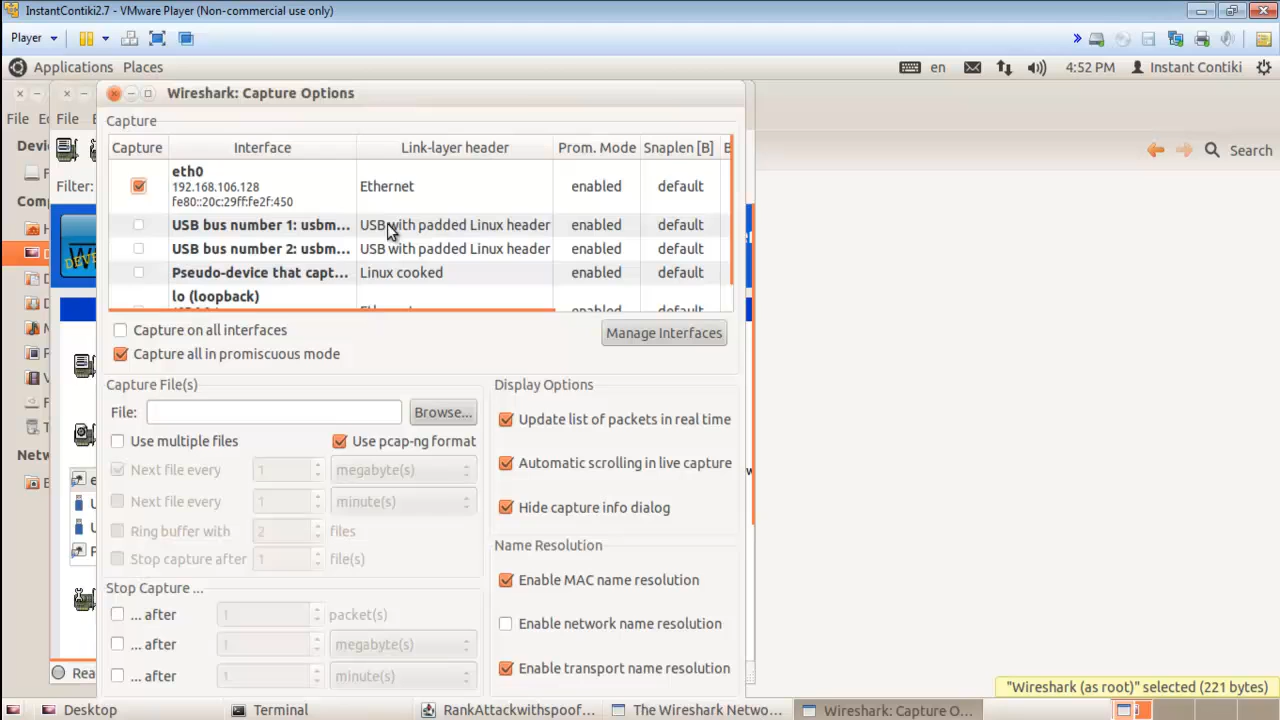 InstantContiki2.7 - VMware Player (Non-commercial use only)
Player
Applications Places
en 4:52 PM Instant Contiki
Wireshark: Capture Options
File
File
Capture
Capture Interface Link-layer header Prom. Mode Snaplen [B] B
eth0
192.168.106.128
fe80::20c:29ff:fe2f:450
Ethernet enabled default
USB bus number 1: usbm... USB with padded Linux header enabled default
USB bus number 2: usbm... USB with padded Linux header enabled default
Pseudo-device that capt... Linux cooked enabled default
lo (loopback)
Search
Filter:
Capture on all interfaces
Manage Interfaces
Capture all in promiscuous mode
Capture File(s)
File: Browse...
Use multiple files Use pcap-ng format
Next file every 1 megabyte(s)
Next file every 1 minute(s)
Ring buffer with 2 files
Stop capture after 1 file(s)
Stop Capture ...
... after 1 packet(s)
... after 1 megabyte(s)
... after 1 minute(s)
Display Options
Update list of packets in real time
Automatic scrolling in live capture
Hide capture info dialog
Name Resolution
Enable MAC name resolution
Enable network name resolution
Enable transport name resolution
"Wireshark (as root)" selected (221 bytes)
Desktop Terminal RankAttackwithspoof... The Wireshark Netwo... Wireshark: Capture O...